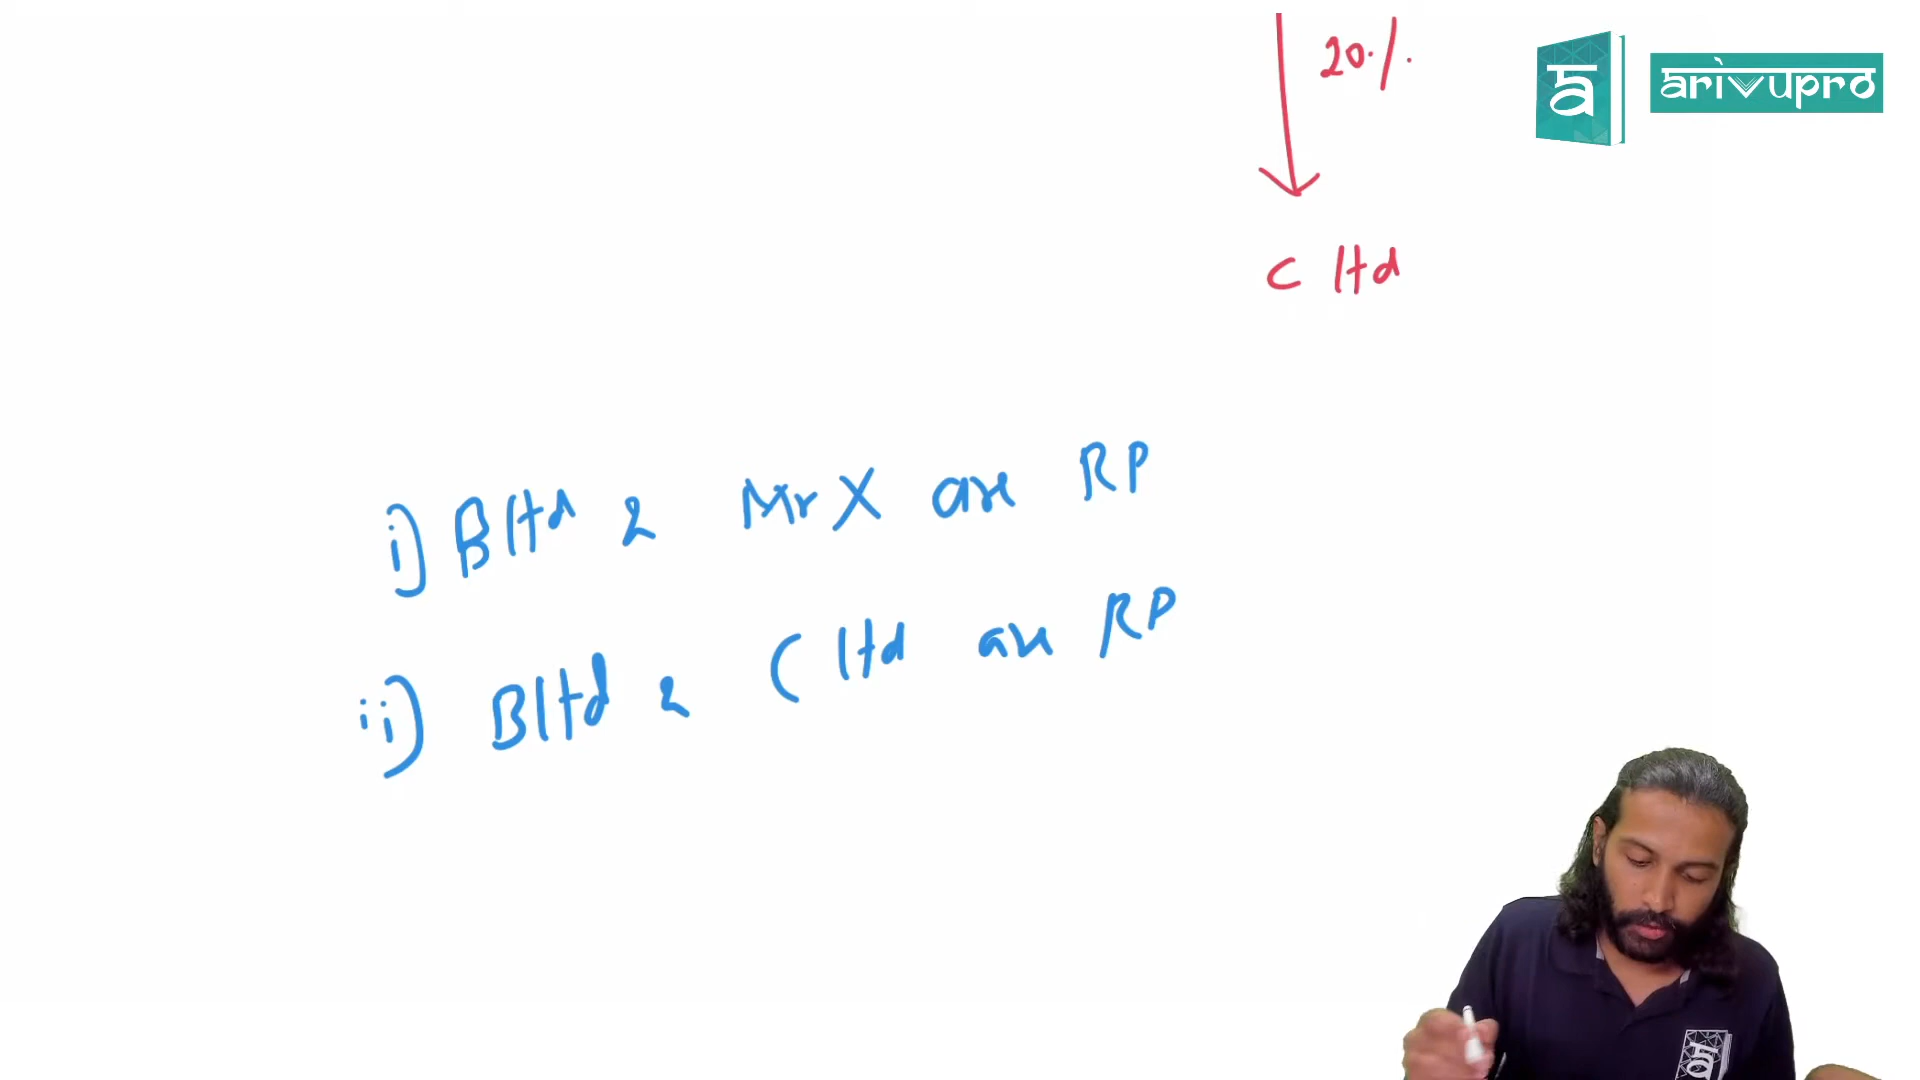 20%.
arivupro
C ltd
i) B ltd & Mr X are RP
ii) B ltd & C ltd are RP